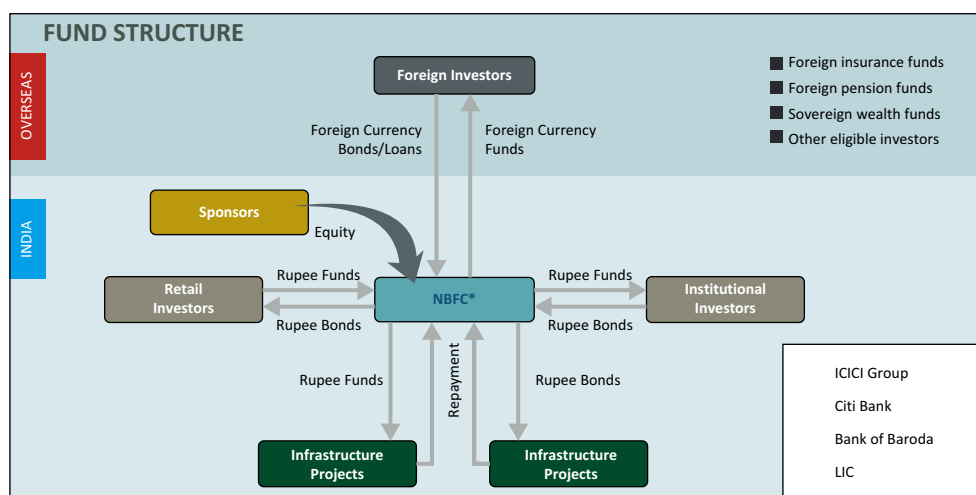 FUND STRUCTURE
OVERSEAS
Foreign Investors
Foreign insurance funds
Foreign pension funds
Sovereign wealth funds
Other eligible investors
Foreign Currency
Bonds/Loans
Foreign Currency
Funds
INDIA
Sponsors
Equity
Retail
Investors
Rupee Funds
Rupee Bonds
NBFC*
Rupee Funds
Rupee Bonds
Institutional
Investors
Rupee Funds
Repayment
Rupee Bonds
Infrastructure
Projects
Infrastructure
Projects
ICICI Group
Citi Bank
Bank of Baroda
LIC